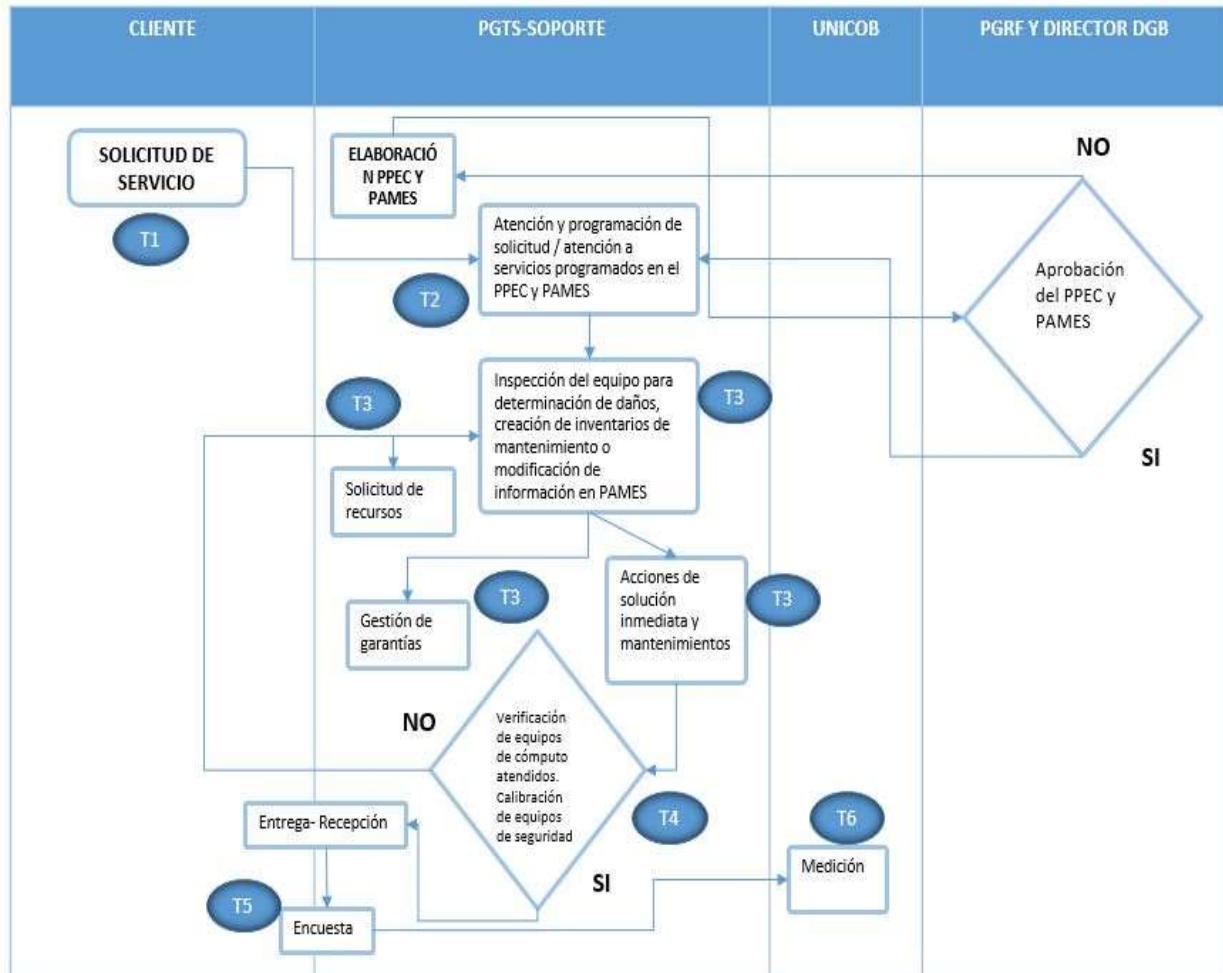 CLIENTE
PGTS-SOPORTE
UNICOB
PGRF Y DIRECTOR DGB
SOLICITUD DE
SERVICIO
T1
ELABORACIÓ
N PPEC Y
PAMES
NO
Atención y programación de
solicitud / atención a
servicios programados en el
PPEC y PAMES
T2
Aprobación
del PPEC y
PAMES
SI
Inspección del equipo para
determinación de daños,
creación de inventarios de
mantenimiento o
modificación de
información en PAMES
T3
T3
Solicitud de
recursos
Gestión de
garantías
T3
Acciones de
solución
inmediata y
mantenimientos
T3
NO
Verificación
de equipos
de cómputo
atendidos.
Calibración
de equipos
de seguridad
T4
SI
Entrega- Recepción
T5
Encuesta
T6
Medición